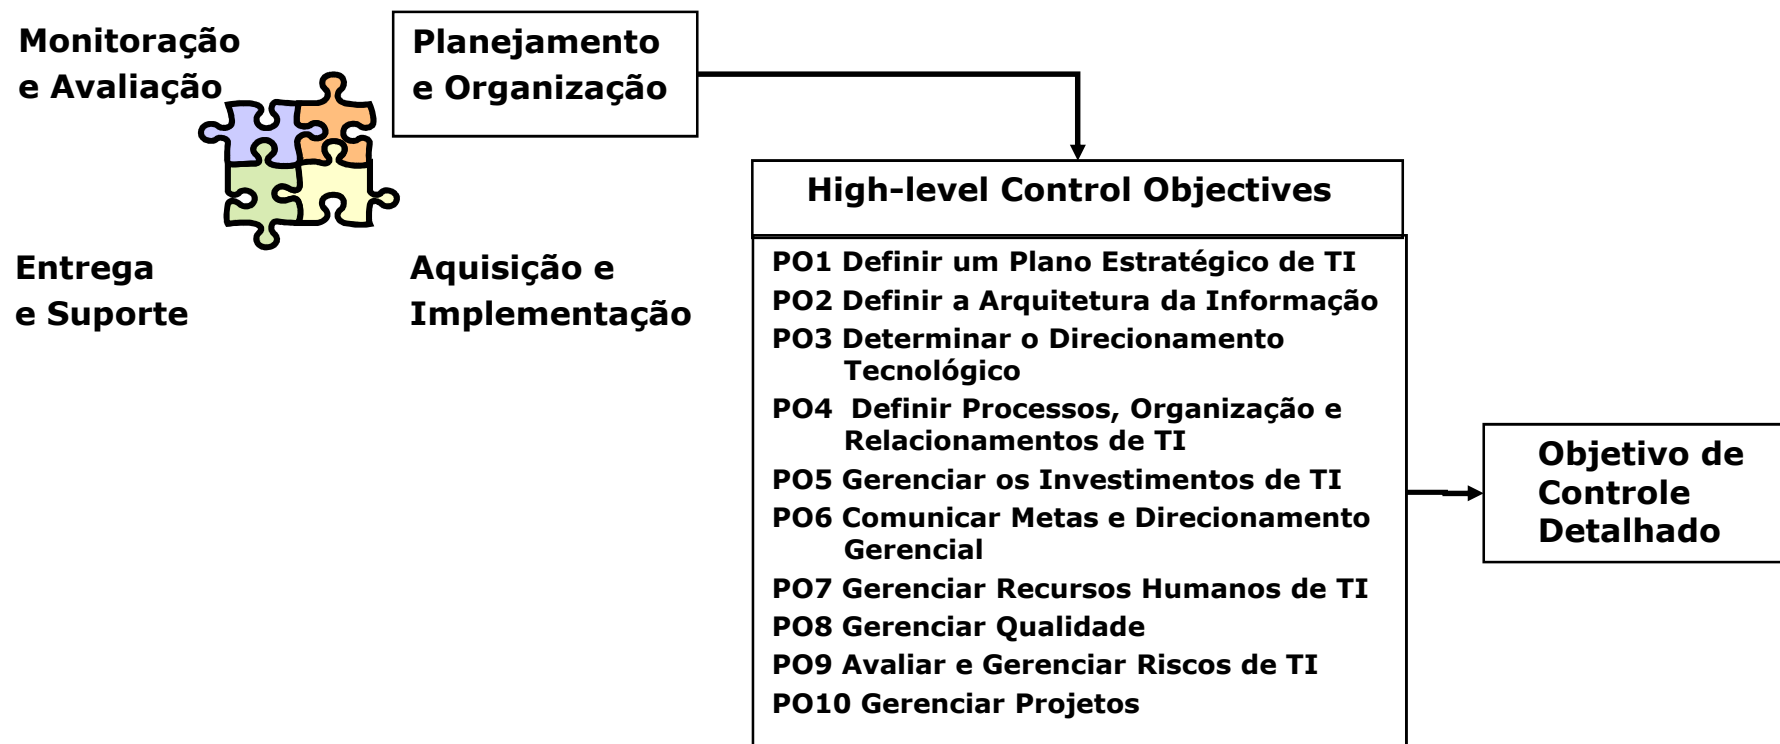 Monitoração
e Avaliação
Planejamento
e Organização
Entrega
e Suporte
Aquisição e
Implementação
High-level Control Objectives
PO1 Definir um Plano Estratégico de TI
PO2 Definir a Arquitetura da Informação
PO3 Determinar o Direcionamento
Tecnológico
PO4 Definir Processos, Organização e
Relacionamentos de TI
PO5 Gerenciar os Investimentos de TI
PO6 Comunicar Metas e Direcionamento
Gerencial
PO7 Gerenciar Recursos Humanos de TI
PO8 Gerenciar Qualidade
PO9 Avaliar e Gerenciar Riscos de TI
PO10 Gerenciar Projetos
Objetivo de
Controle
Detalhado